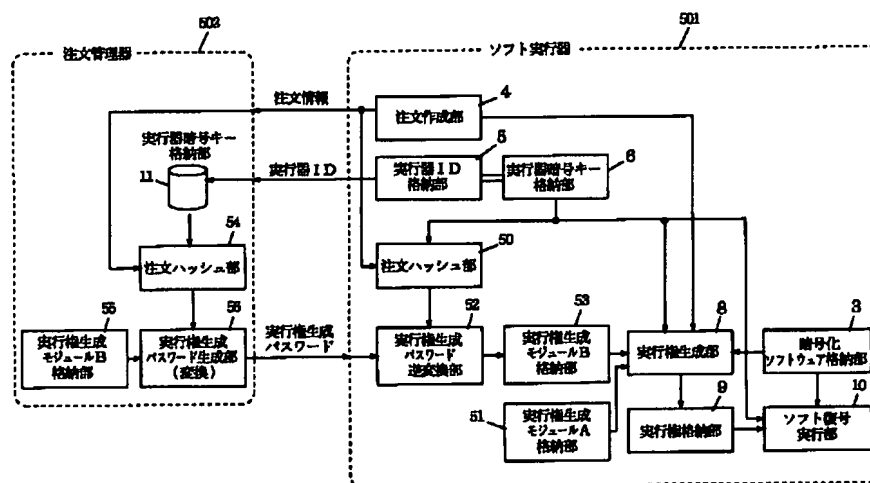 502
501
注文管理器
ソフト実行器
注文情報
4
注文作成部
実行器暗号キー
格納部
11
実行器ID
5
実行器ID
格納部
6
実行器暗号キー
格納部
54
注文ハッシュ部
50
注文ハッシュ部
55
実行権生成
モジュールB
格納部
56
実行権生成
パスワード生成部
(変換)
実行権生成
パスワード
52
実行権生成
パスワード
逆変換部
53
実行権生成
モジュールB
格納部
8
実行権生成部
3
暗号化
ソフトウェア格納部
51
実行権生成
モジュールA
格納部
9
実行権格納部
10
ソフト復号
実行部